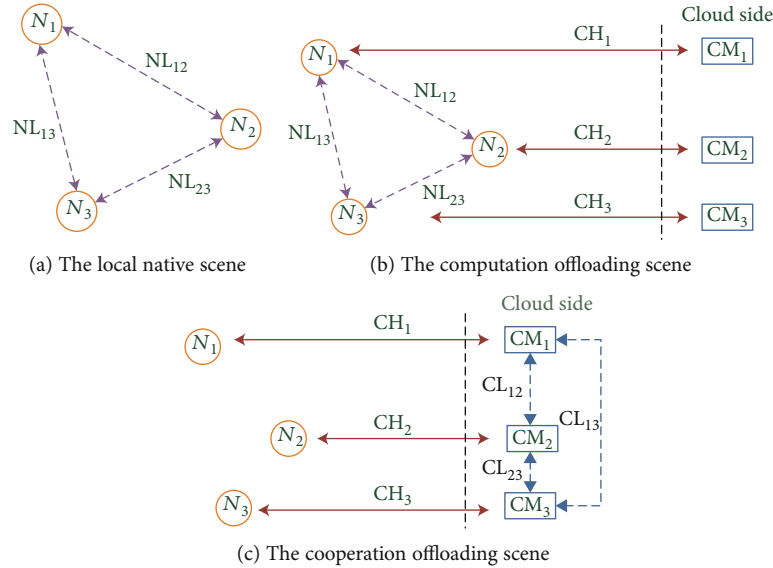 N1
NL12
NL13
N2
NL23
N3
(a) The local native scene
Cloud side
CH1
N1
CM1
NL12
NL13
CH2
N2
CM2
NL23
CH3
N3
CM3
(b) The computation offloading scene
Cloud side
CH1
N1
CM1
CL12
CL13
CH2
N2
CM2
CL23
CH3
N3
CM3
(c) The cooperation offloading scene